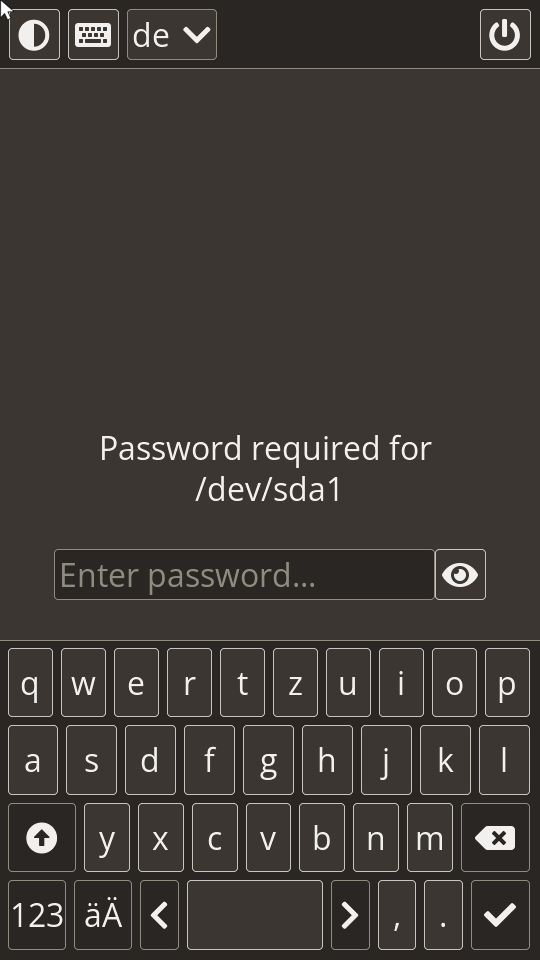 de
Password required for
/dev/sda1
Enter password...
q w e r t z u i o p
a s d f g h j k l
y x c v b n m
123 äÄ , .